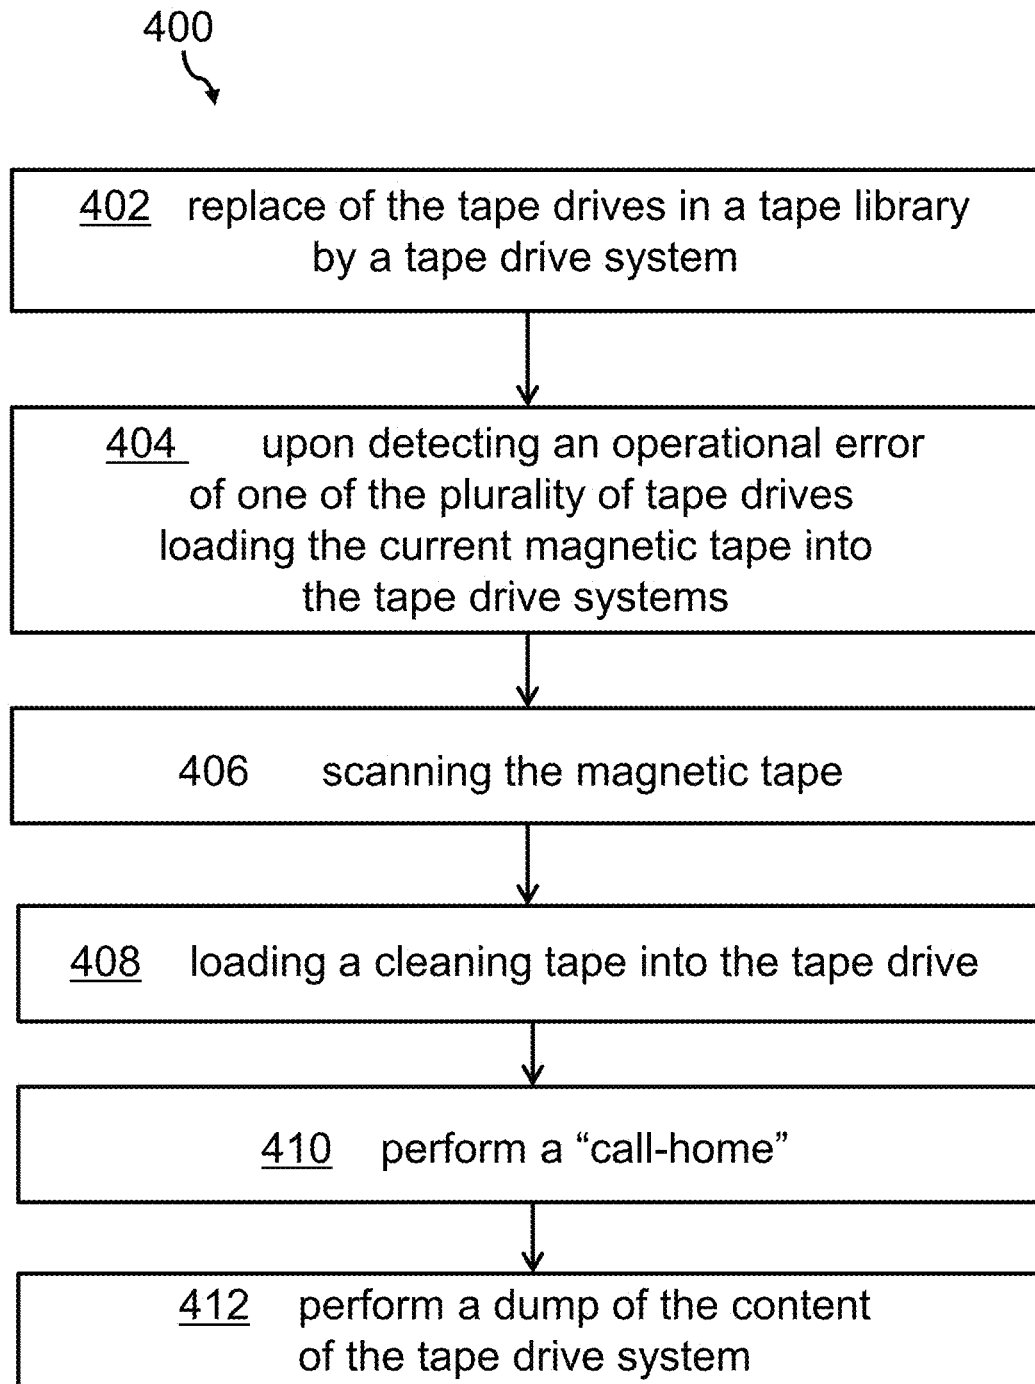 400
402 replace of the tape drives in a tape library
by a tape drive system
404 upon detecting an operational error
of one of the plurality of tape drives
loading the current magnetic tape into
the tape drive systems
406 scanning the magnetic tape
408 loading a cleaning tape into the tape drive
410 perform a “call-home”
412 perform a dump of the content
of the tape drive system